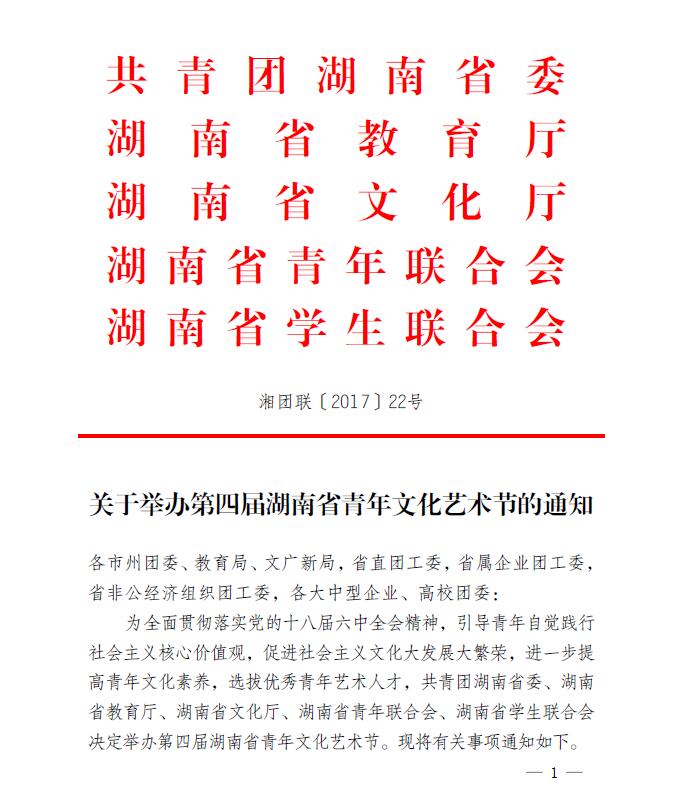 共青团湖南省委
湖南省教育厅
湖南省文化厅
湖南省青年联合会
湖南省学生联合会
湘团联〔2017〕22号
关于举办第四届湖南省青年文化艺术节的通知
各市州团委、教育局、文广新局，省直团工委，省属企业团工委，
省非公经济组织团工委，各大中型企业、高校团委：
为全面贯彻落实党的十八届六中全会精神，引导青年自觉践行
社会主义核心价值观，促进社会主义文化大发展大繁荣，进一步提
高青年文化素养，选拔优秀青年艺术人才，共青团湖南省委、湖南
省教育厅、湖南省文化厅、湖南省青年联合会、湖南省学生联合会
决定举办第四届湖南省青年文化艺术节。现将有关事项通知如下。
— 1 —